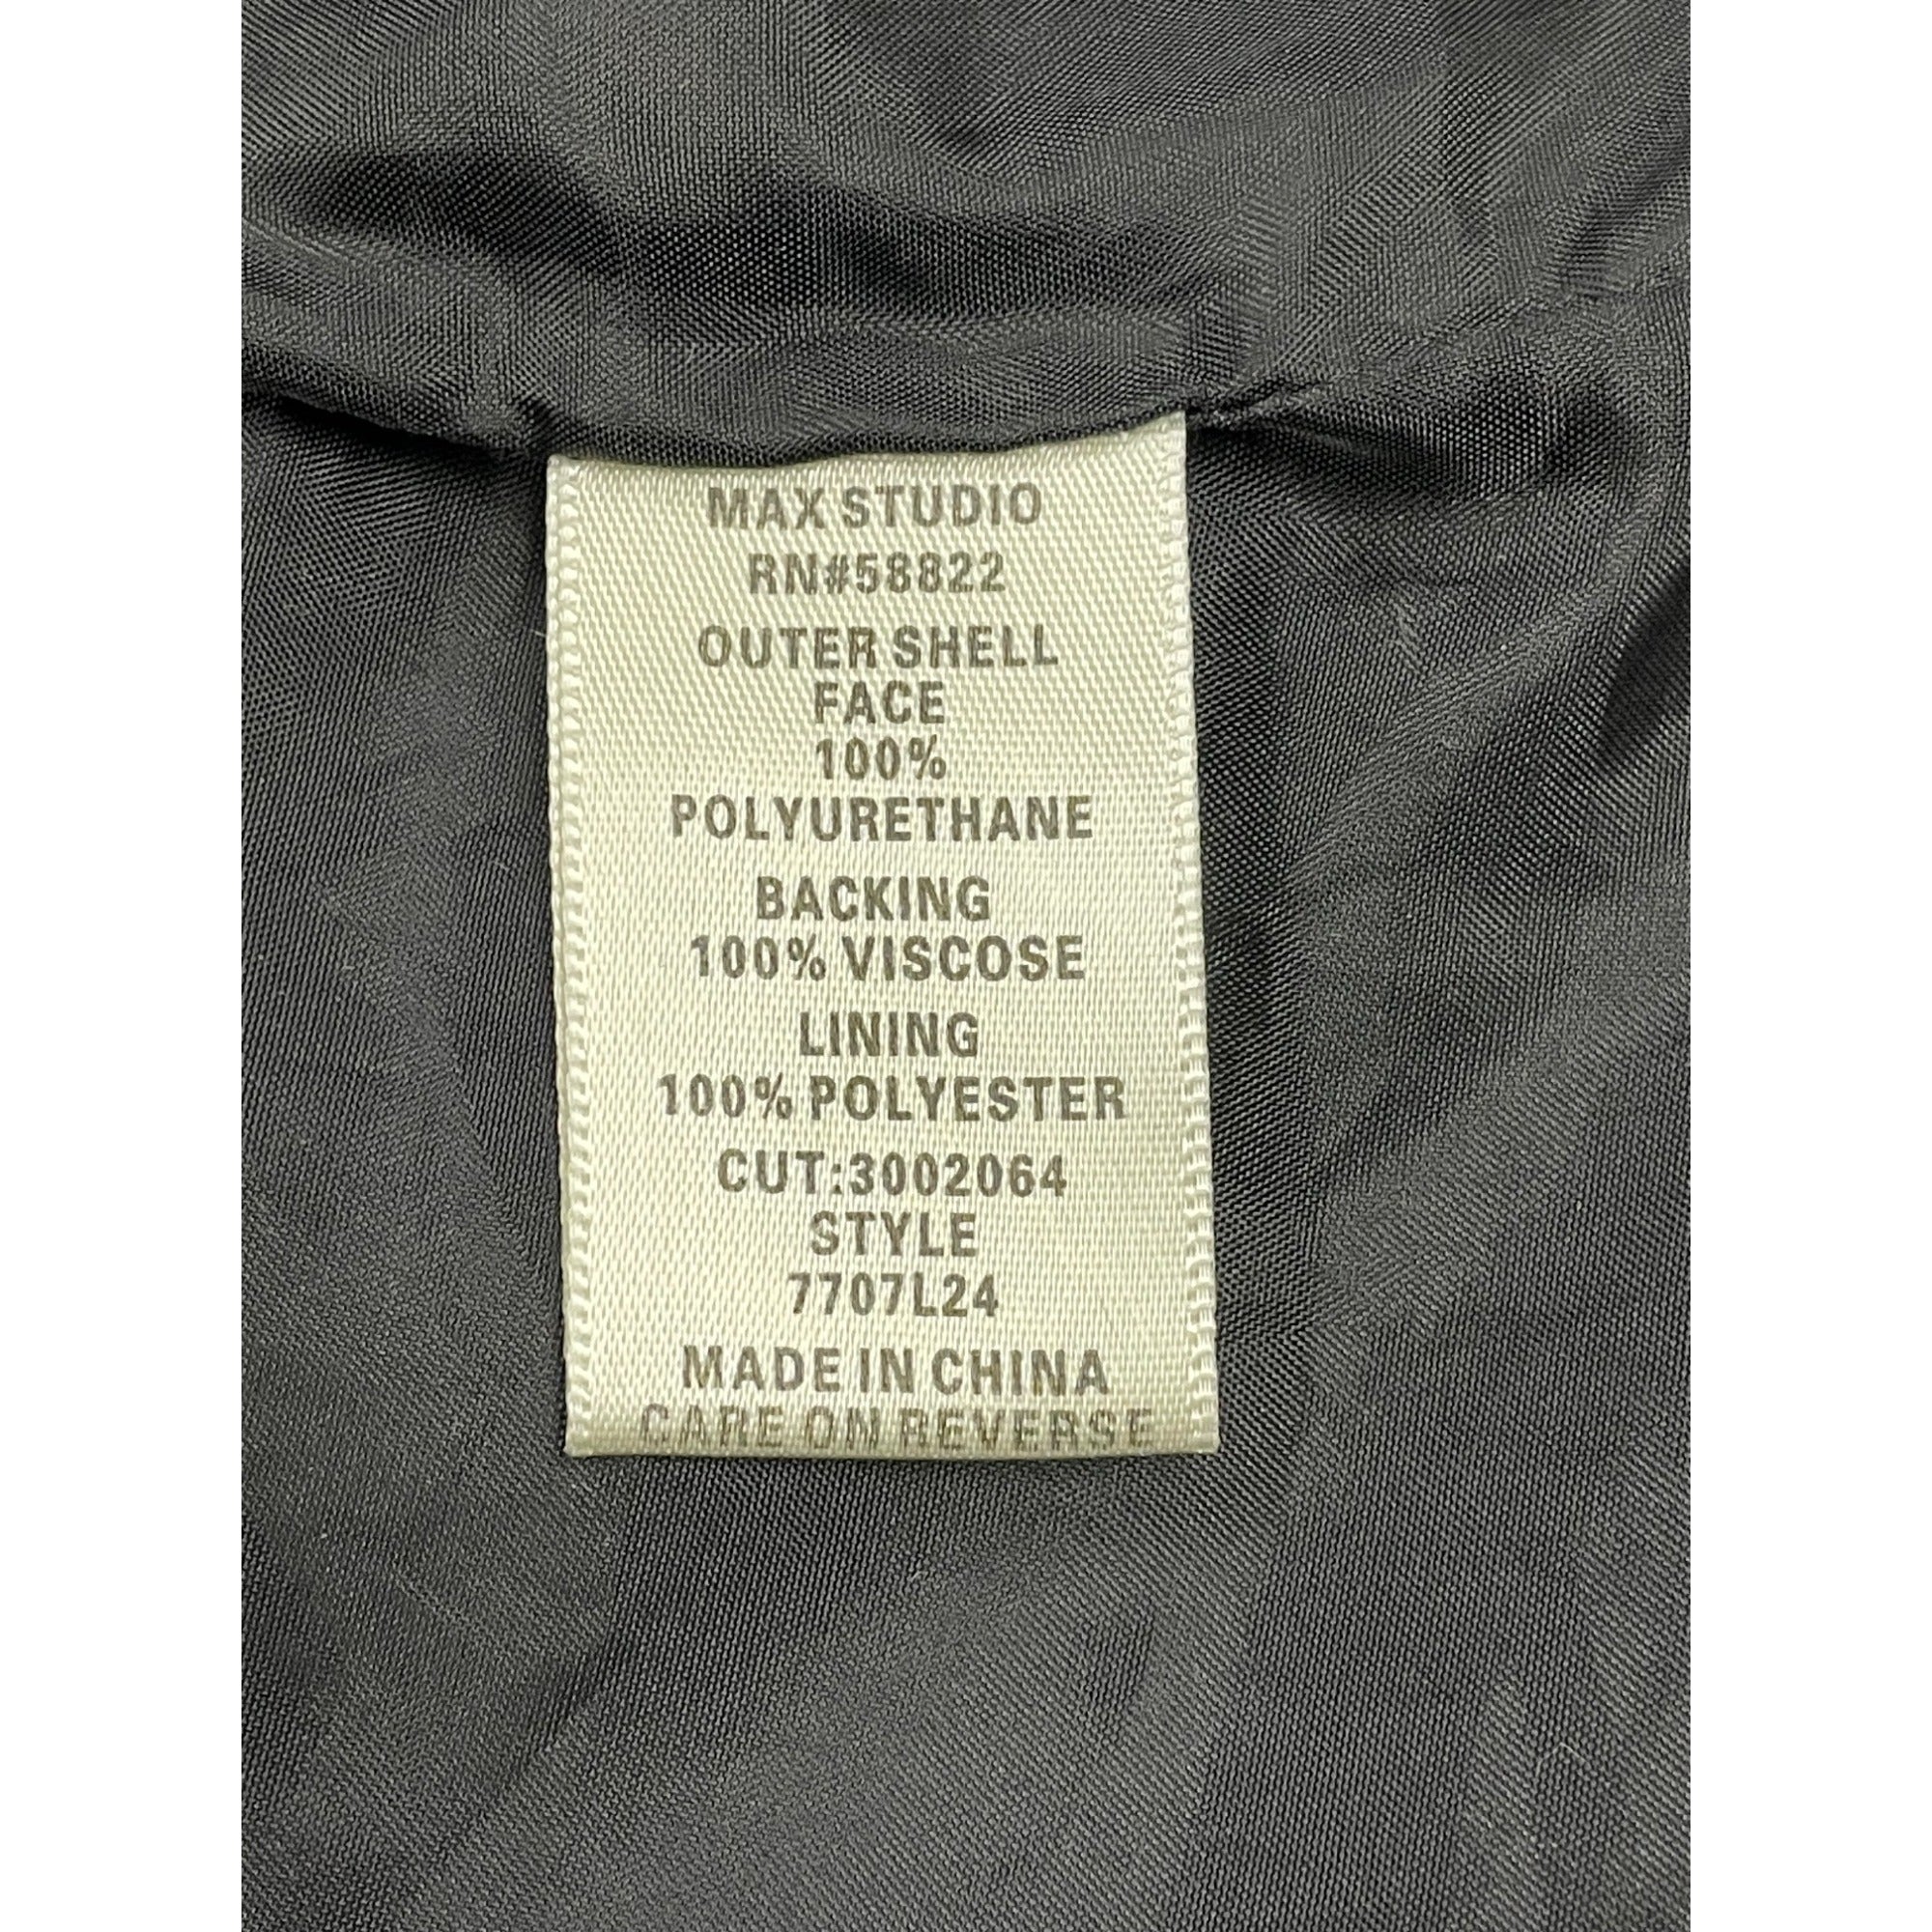 MAX STUDIO
RN#58822
OUTER SHELL
FACE
100%
POLYURETHANE
BACKING
100% VISCOSE
LINING
100% POLYESTER
CUT:3002064
STYLE
7707L24
MADE IN CHINA
CARE ON REVERSE